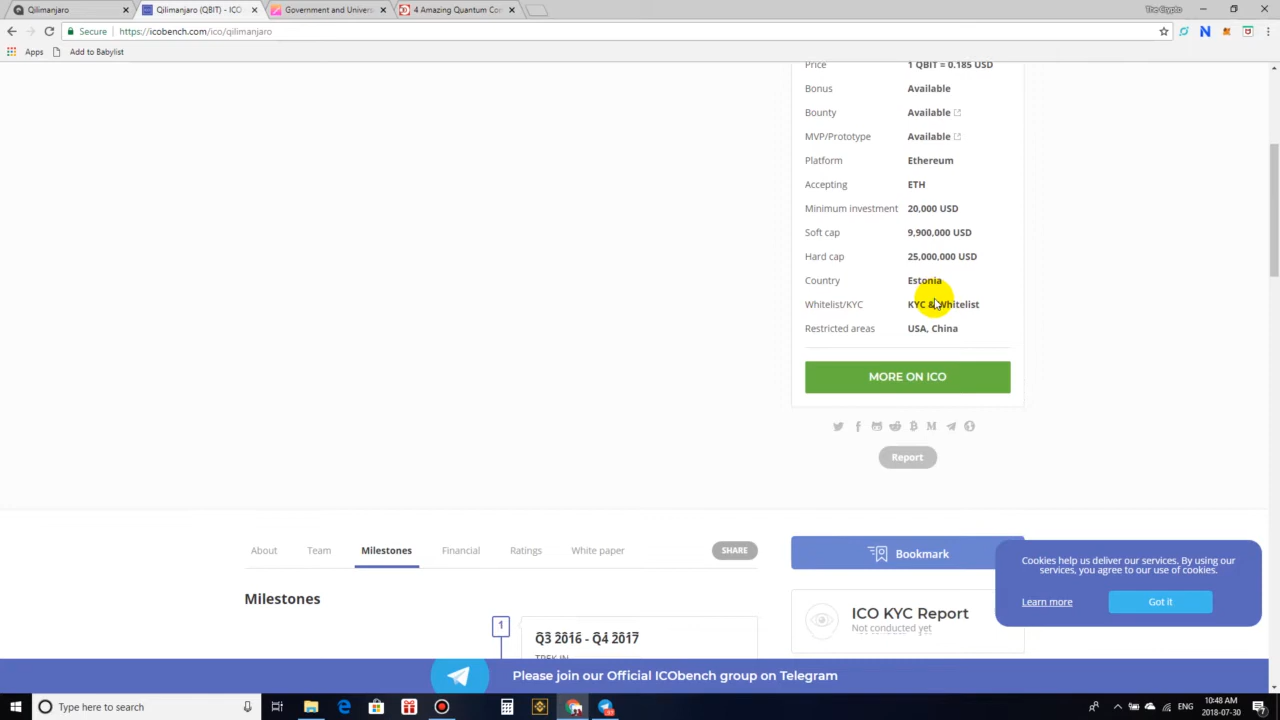 Qilimanjaro
Qilimanjaro (QBIT) - ICO
Government and Univers
4 Amazing Quantum Co
The Crypto
Secure
https://icobench.com/ico/qilimanjaro
Apps
Add to Babylist
Price 1 QBIT = 0.185 USD
Bonus Available
Bounty Available
MVP/Prototype Available
Platform Ethereum
Accepting ETH
Minimum investment 20,000 USD
Soft cap 9,900,000 USD
Hard cap 25,000,000 USD
Country Estonia
Whitelist/KYC KYC & Whitelist
Restricted areas USA, China
MORE ON ICO
Report
About Team Milestones Financial Ratings White paper
SHARE
Bookmark
Cookies help us deliver our services. By using our
services, you agree to our use of cookies.
Learn more
Got it
Milestones
ICO KYC Report
Not conducted yet
1
Q3 2016 - Q4 2017
Please join our Official ICObench group on Telegram
Type here to search
ENG
10:48 AM
2018-07-30